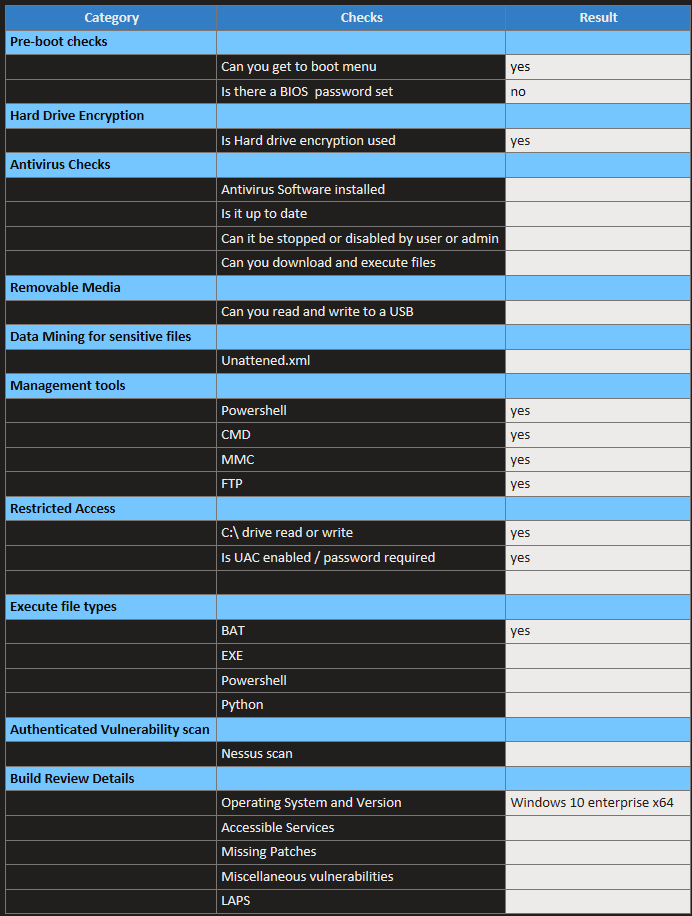 Category Checks Result
Pre-boot checks
Can you get to boot menu yes
Is there a BIOS password set no
Hard Drive Encryption
Is Hard drive encryption used yes
Antivirus Checks
Antivirus Software installed
Is it up to date
Can it be stopped or disabled by user or admin
Can you download and execute files
Removable Media
Can you read and write to a USB
Data Mining for sensitive files
Unattened.xml
Management tools
Powershell yes
CMD yes
MMC yes
FTP yes
Restricted Access
C:\ drive read or write yes
Is UAC enabled / password required yes
Execute file types
BAT yes
EXE
Powershell
Python
Authenticated Vulnerability scan
Nessus scan
Build Review Details
Operating System and Version Windows 10 enterprise x64
Accessible Services
Missing Patches
Miscellaneous vulnerabilities
LAPS